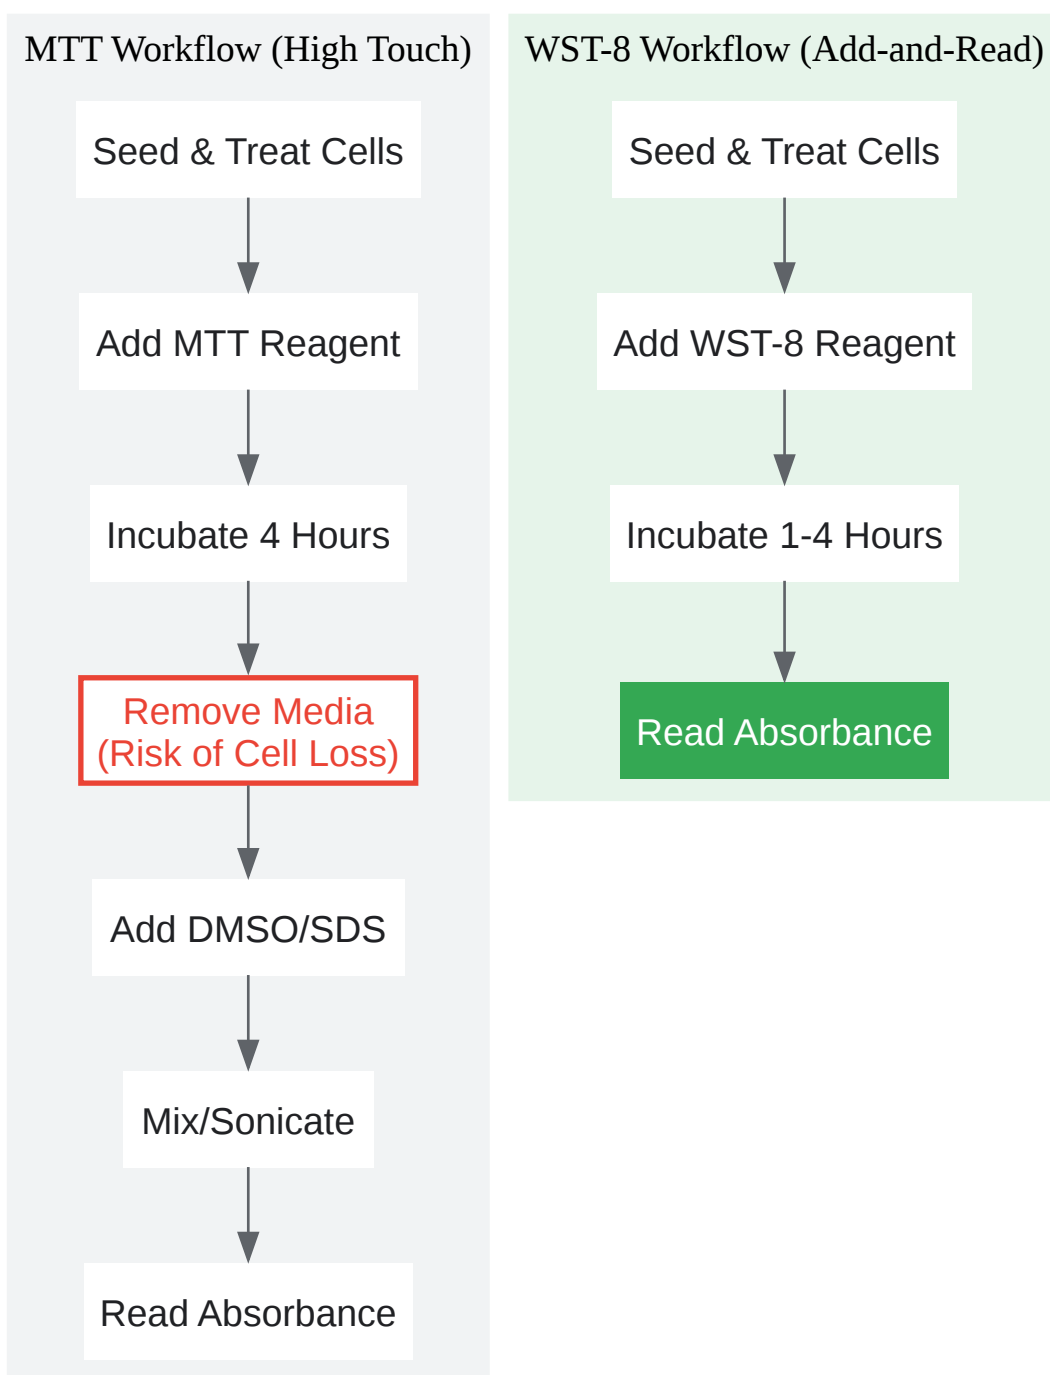 MTT Workflow (High Touch)
Seed & Treat Cells
Add MTT Reagent
Incubate 4 Hours
Remove Media
(Risk of Cell Loss)
Add DMSO/SDS
Mix/Sonicate
Read Absorbance
WST-8 Workflow (Add-and-Read)
Seed & Treat Cells
Add WST-8 Reagent
Incubate 1-4 Hours
Read Absorbance